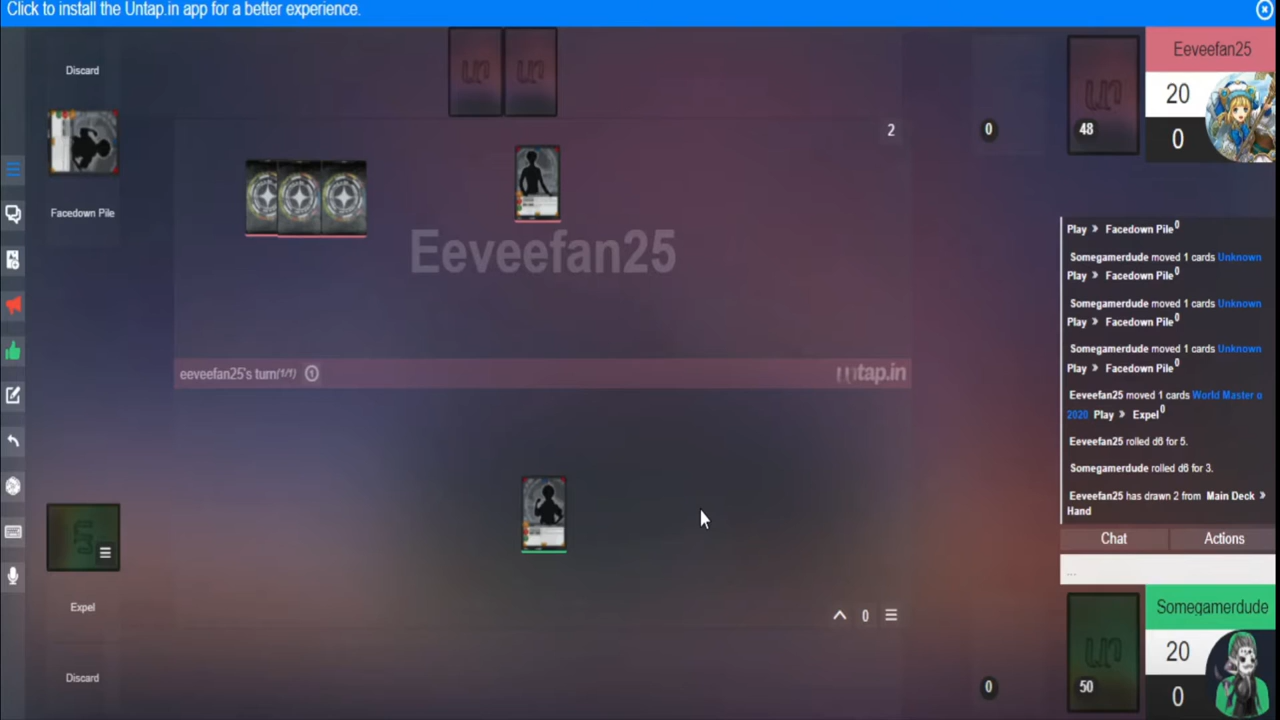 Click to install the Untap.in app for a better experience.
Discard
Facedown Pile
2
0
48
Eeveefan25
20
0
Eeveefan25
eeveefan25's turn(1/1) 1
untap.in
Play » Facedown Pile0
Somegamerdude moved 1 cards Unknown
Play » Facedown Pile0
Somegamerdude moved 1 cards Unknown
Play » Facedown Pile0
Somegamerdude moved 1 cards Unknown
Play » Facedown Pile0
Eeveefan25 moved 1 cards World Master o
2020 Play » Expel0
Eeveefan25 rolled d6 for 5.
Somegamerdude rolled d6 for 3.
Eeveefan25 has drawn 2 from Main Deck »
Hand
Chat
Actions
...
Expel
Discard
0
0
50
Somegamerdude
20
0